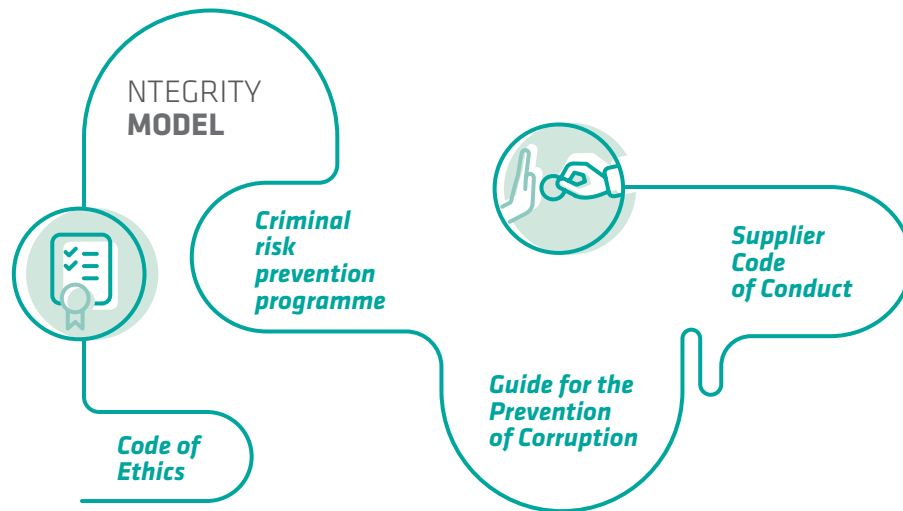 NTEGRITY
MODEL
Criminal
risk
prevention
programme
Supplier
Code
of Conduct
Guide for the
Prevention
of Corruption
Code of
Ethics